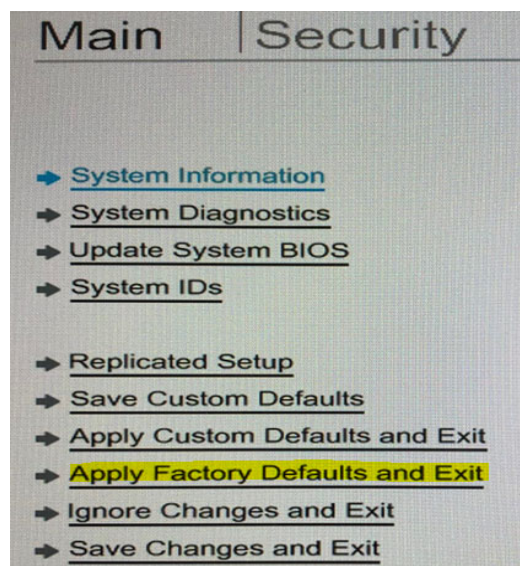 Main | Security
System Information
System Diagnostics
Update System BIOS
System IDs
Replicated Setup
Save Custom Defaults
Apply Custom Defaults and Exit
Apply Factory Defaults and Exit
Ignore Changes and Exit
Save Changes and Exit